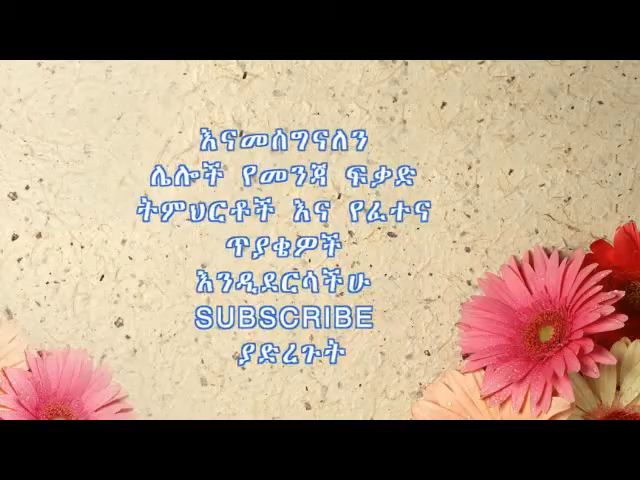 እናመሰግናለን
ሌሎች የመንጃ ፍቃድ
ትምህርቶች እና የፈተና
ጥያቄዎች
እንዲደርሳችሁ
SUBSCRIBE
ያድረጉት